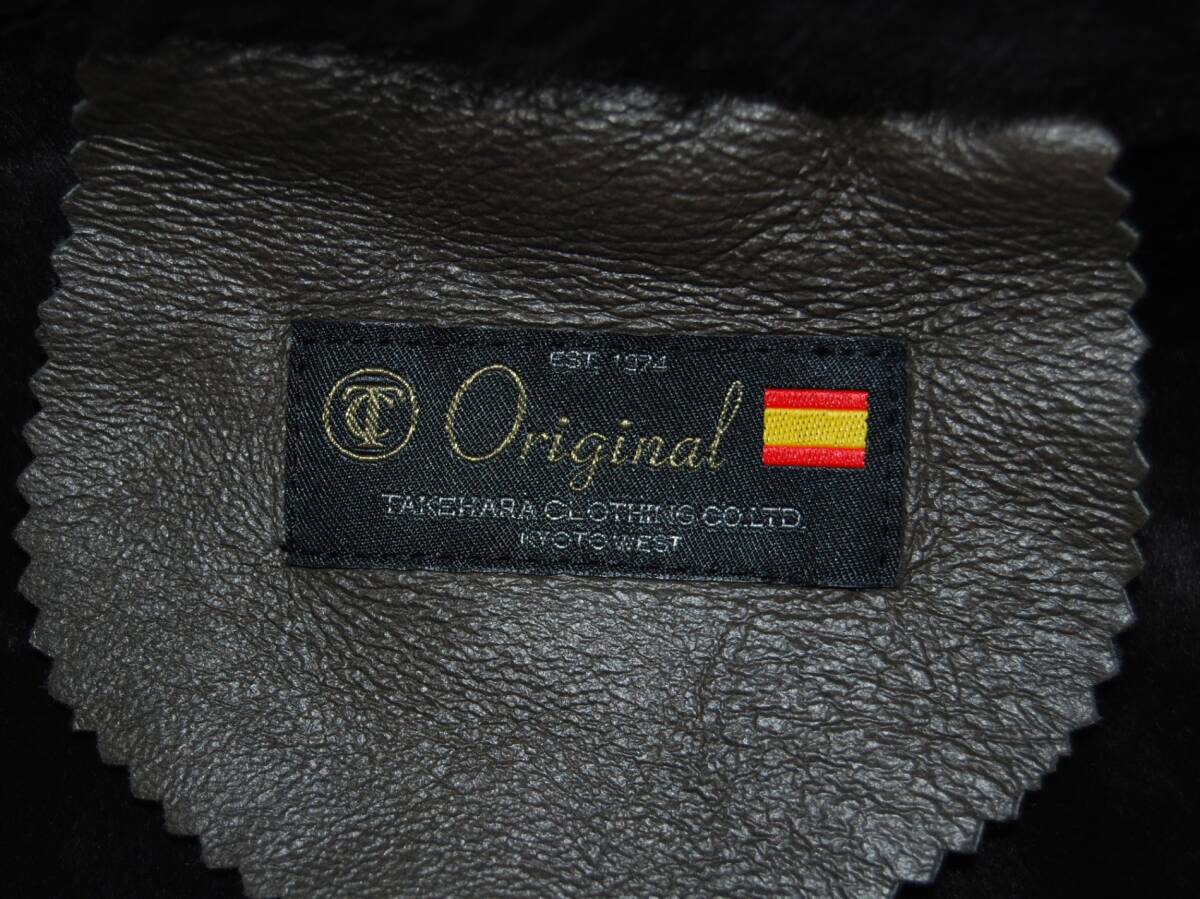 EST. 1974
TC Original
TAKEHARA CLOTHING CO.LTD.
KYOTO WEST